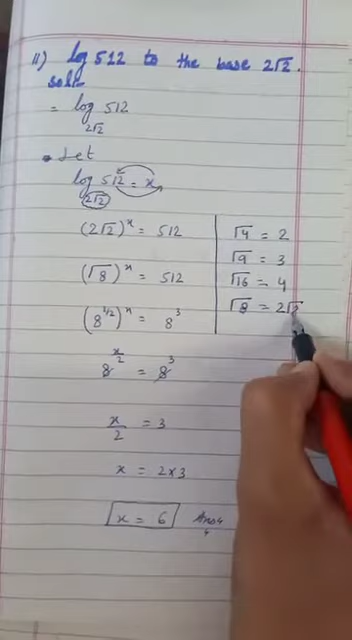 ii) log 512 to the base 2√2.
soln
= log 512
2√2
• Let
log 512 = x
2√2
(2√2)^x = 512
(√8)^x = 512
(8^1/2)^x = 8^3
8^x/2 = 8^3
x/2 = 3
x = 2×3
x = 6 Ans
√4 = 2
√9 = 3
√16 = 4
√8 = 2√2